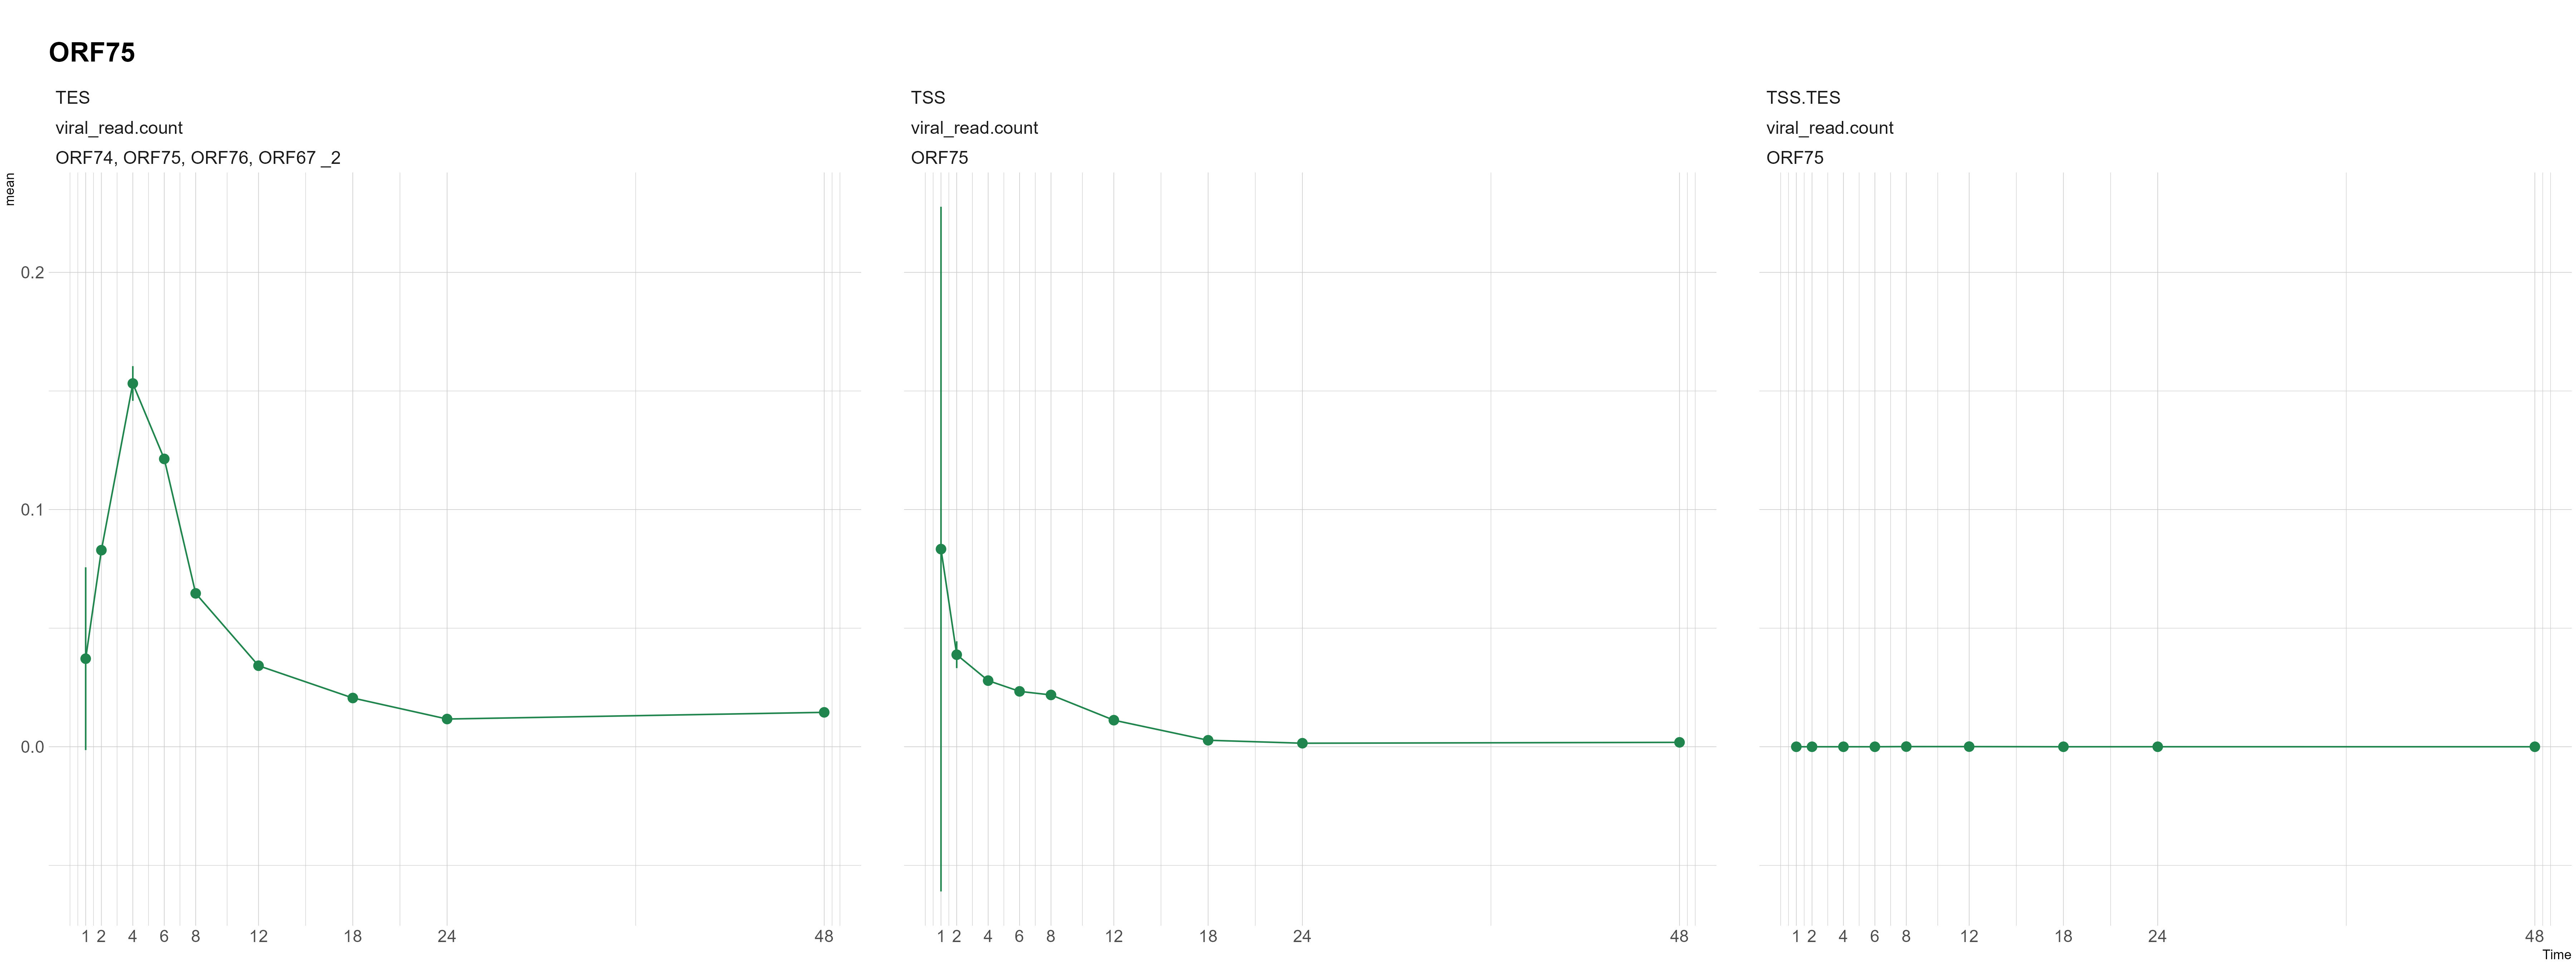 ORF75
TES
viral_read.count
ORF74, ORF75, ORF76, ORF67 _2
TSS
viral_read.count
ORF75
TSS.TES
viral_read.count
ORF75
mean
0.2
0.1
0.0
1 2 4 6 8 12 18 24 48
1 2 4 6 8 12 18 24 48
1 2 4 6 8 12 18 24 48
Time